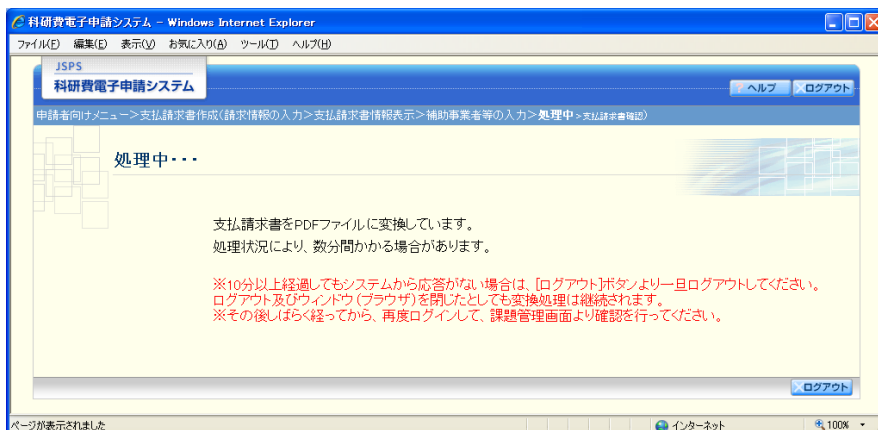 科研費電子申請システム - Windows Internet Explorer
ファイル(F) 編集(E) 表示(V) お気に入り(A) ツール(T) ヘルプ(H)
JSPS
科研費電子申請システム
? ヘルプ ログアウト
申請者向けメニュー>支払請求書作成(請求情報の入力>支払請求書情報表示>補助事業者等の入力>処理中>支払請求書確認)
処理中・・・
支払請求書をPDFファイルに変換しています。
処理状況により、数分間かかる場合があります。
※10分以上経過してもシステムから応答がない場合は、[ログアウト]ボタンより一旦ログアウトしてください。
ログアウト及びウィンドウ(ブラウザ)を閉じたとしても変換処理は継続されます。
※その後しばらく経ってから、再度ログインして、課題管理画面より確認を行ってください。
ログアウト
ページが表示されました インターネット 100%